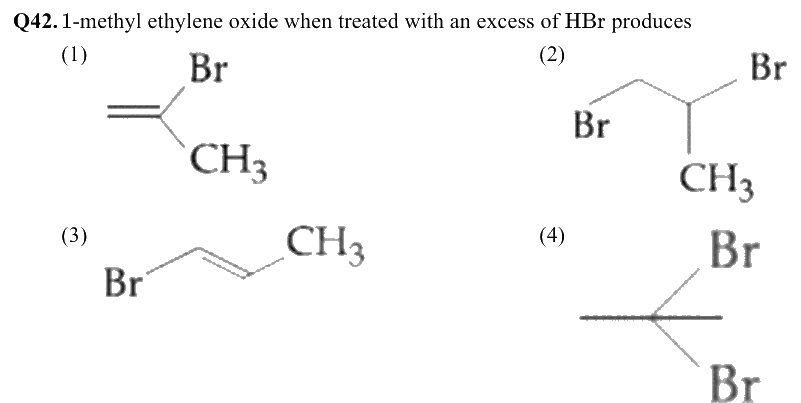 Q42. 1-methyl ethylene oxide when treated with an excess of HBr produces
(1)
Br
CH3
(2)
Br
Br
CH3
(3)
CH3
Br
(4)
Br
Br